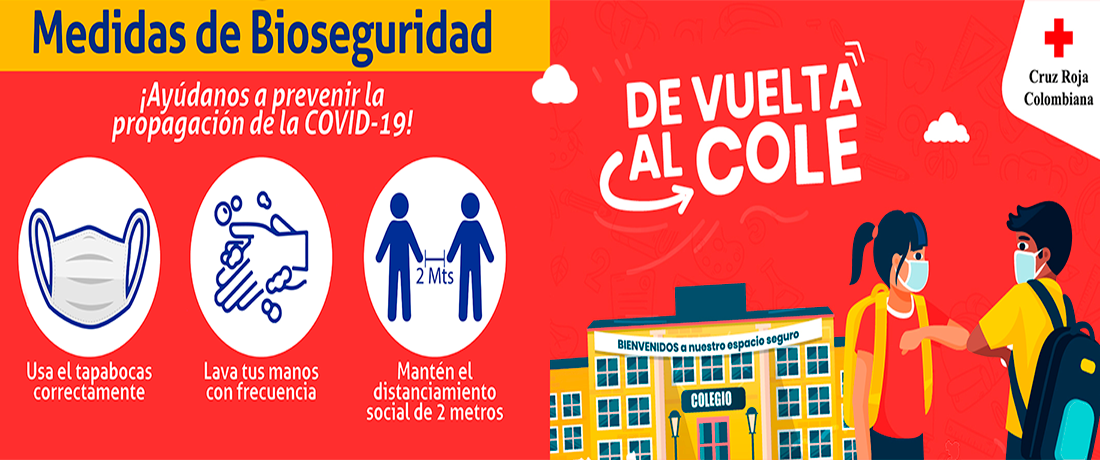 Medidas de Bioseguridad
¡Ayúdanos a prevenir la
propagación de la COVID-19!
2 Mts
Usa el tapabocas
correctamente
Lava tus manos
con frecuencia
Mantén el
distanciamiento
social de 2 metros
DE VUELTA
AL COLE
Cruz Roja
Colombiana
BIENVENIDOS a nuestro espacio seguro
COLEGIO